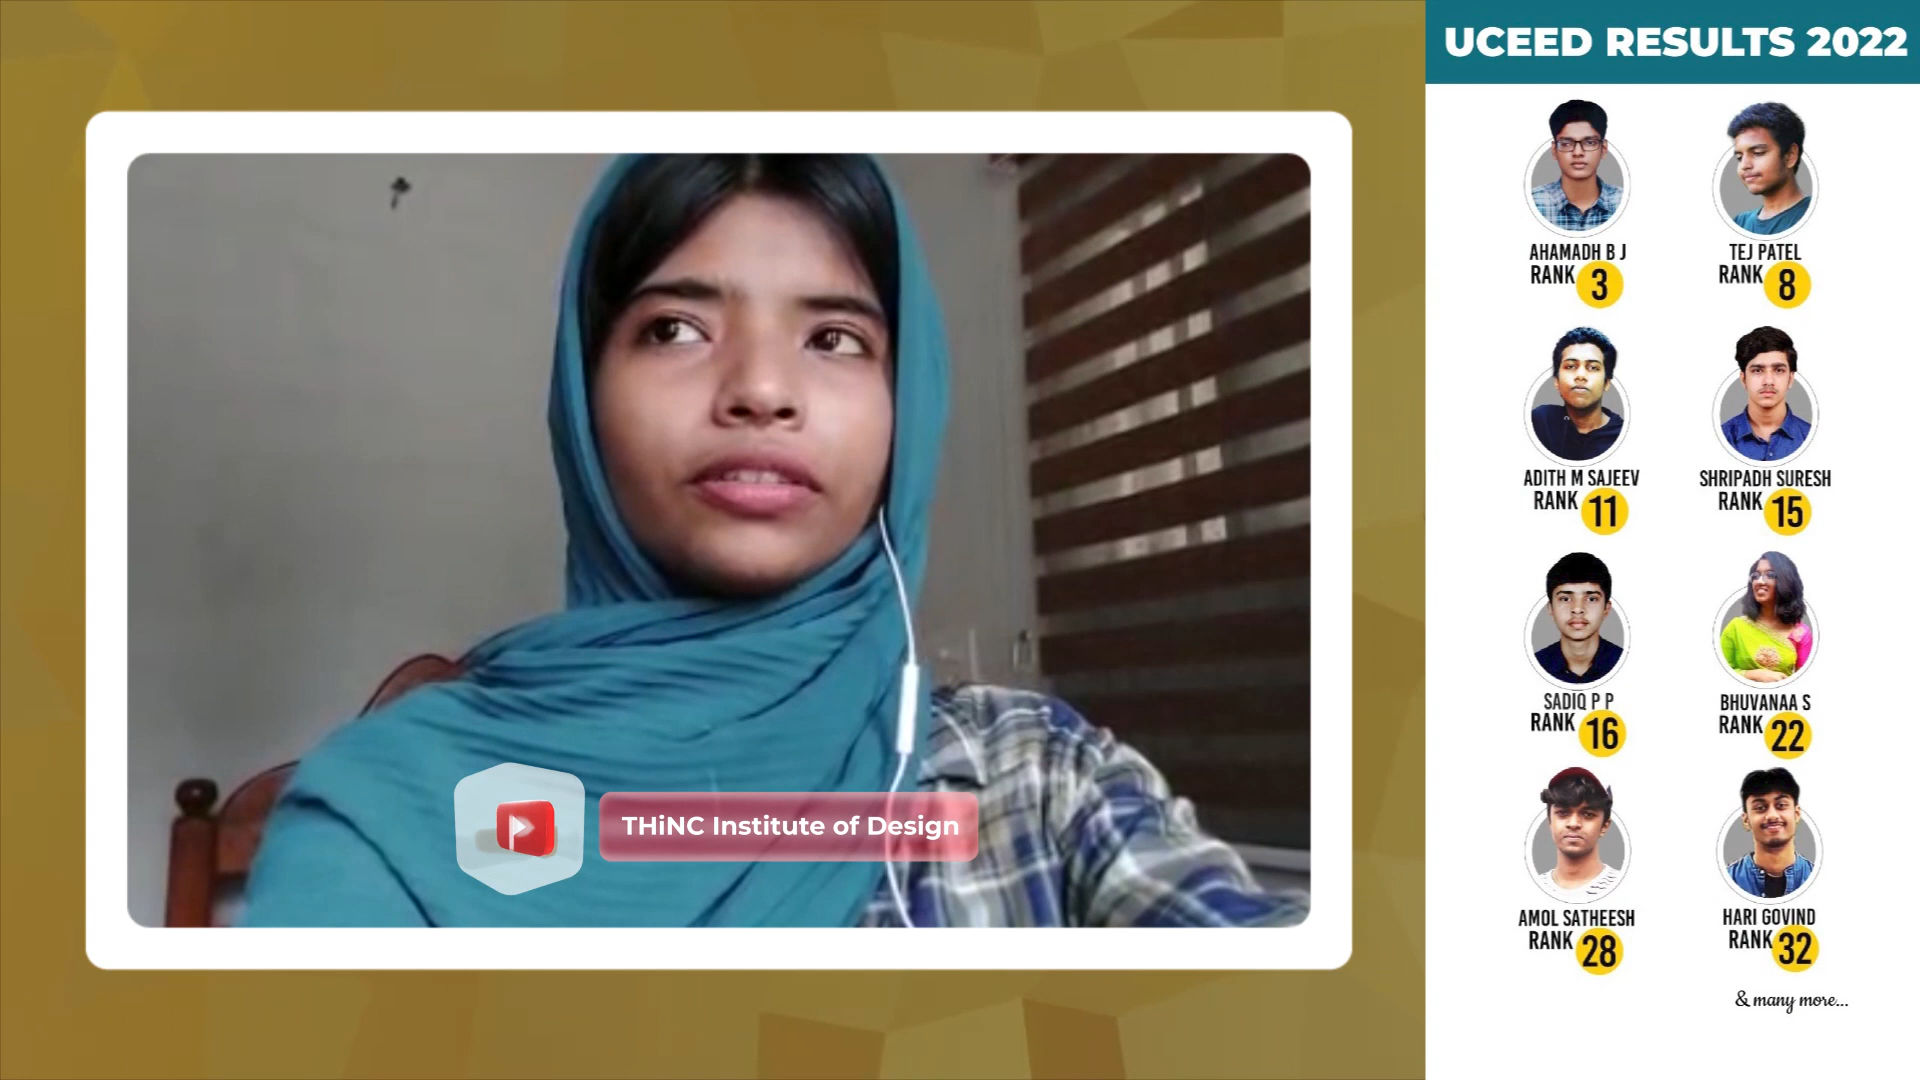 UCEED RESULTS 2022
AHAMADH B J
RANK 3
TEJ PATEL
RANK 8
ADITH M SAJEEV
RANK 11
SHRIPADH SURESH
RANK 15
SADIQ P P
RANK 16
BHUVANAA S
RANK 22
AMOL SATHEESH
RANK 28
HARI GOVIND
RANK 32
& many more...
THiNC Institute of Design